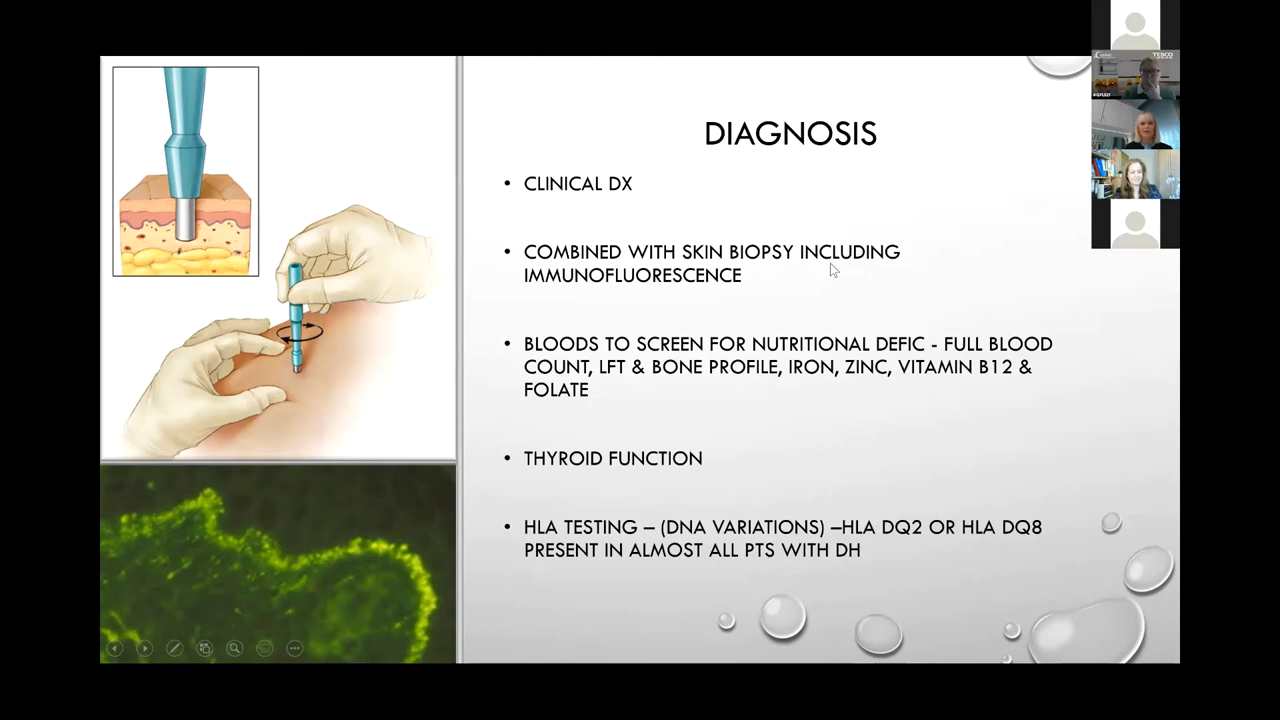 DIAGNOSIS
• CLINICAL DX
• COMBINED WITH SKIN BIOPSY INCLUDING
IMMUNOFLUORESCENCE
• BLOODS TO SCREEN FOR NUTRITIONAL DEFIC - FULL BLOOD
COUNT, LFT & BONE PROFILE, IRON, ZINC, VITAMIN B12 &
FOLATE
• THYROID FUNCTION
• HLA TESTING – (DNA VARIATIONS) –HLA DQ2 OR HLA DQ8
PRESENT IN ALMOST ALL PTS WITH DH
TESCO